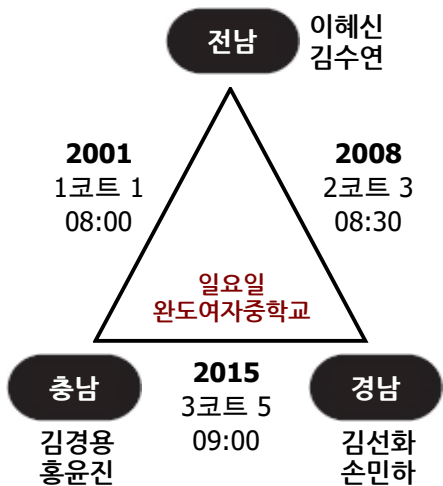 전남
이혜신
김수연
2001
1코트 1
08:00
2008
2코트 3
08:30
일요일
완도여자중학교
충남
김경용
홍윤진
2015
3코트 5
09:00
경남
김선화
손민하